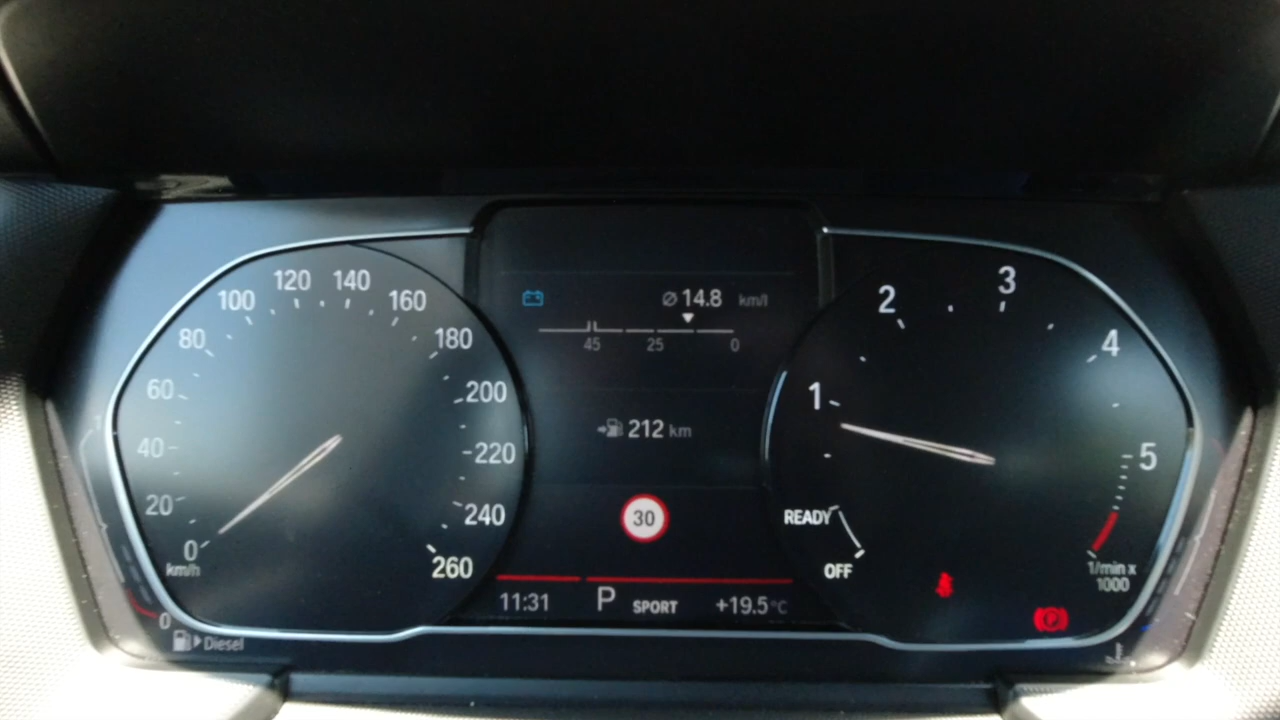 120 140
100 160
80 180
60 200
40 220
20 240
0 260
km/h
0
Diesel
Ø 14.8 km/l
45 25 0
212 km
30
11:31 P SPORT +19.5 °C
3
2
4
1
5
READY
OFF
1/min x
1000
P